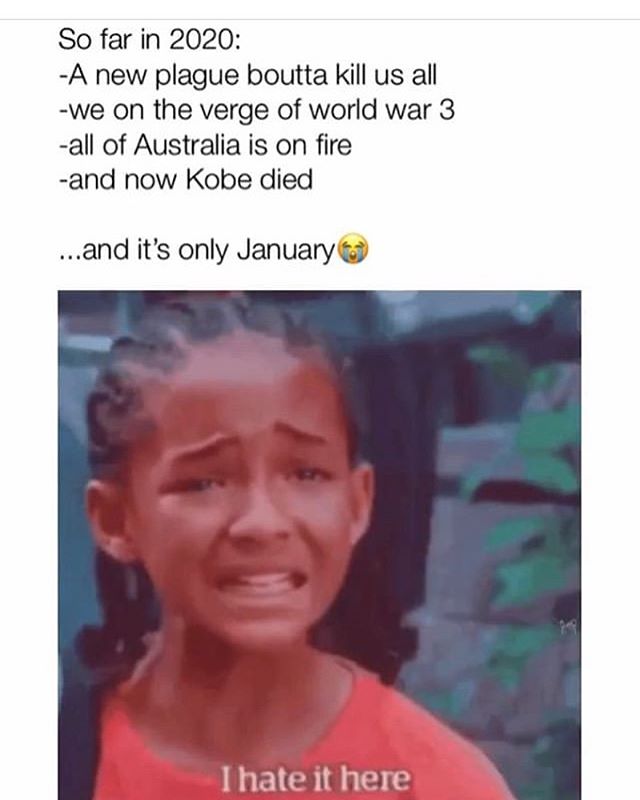 So far in 2020:
-A new plague boutta kill us all
-we on the verge of world war 3
-all of Australia is on fire
-and now Kobe died
...and it's only January😭
I hate it here